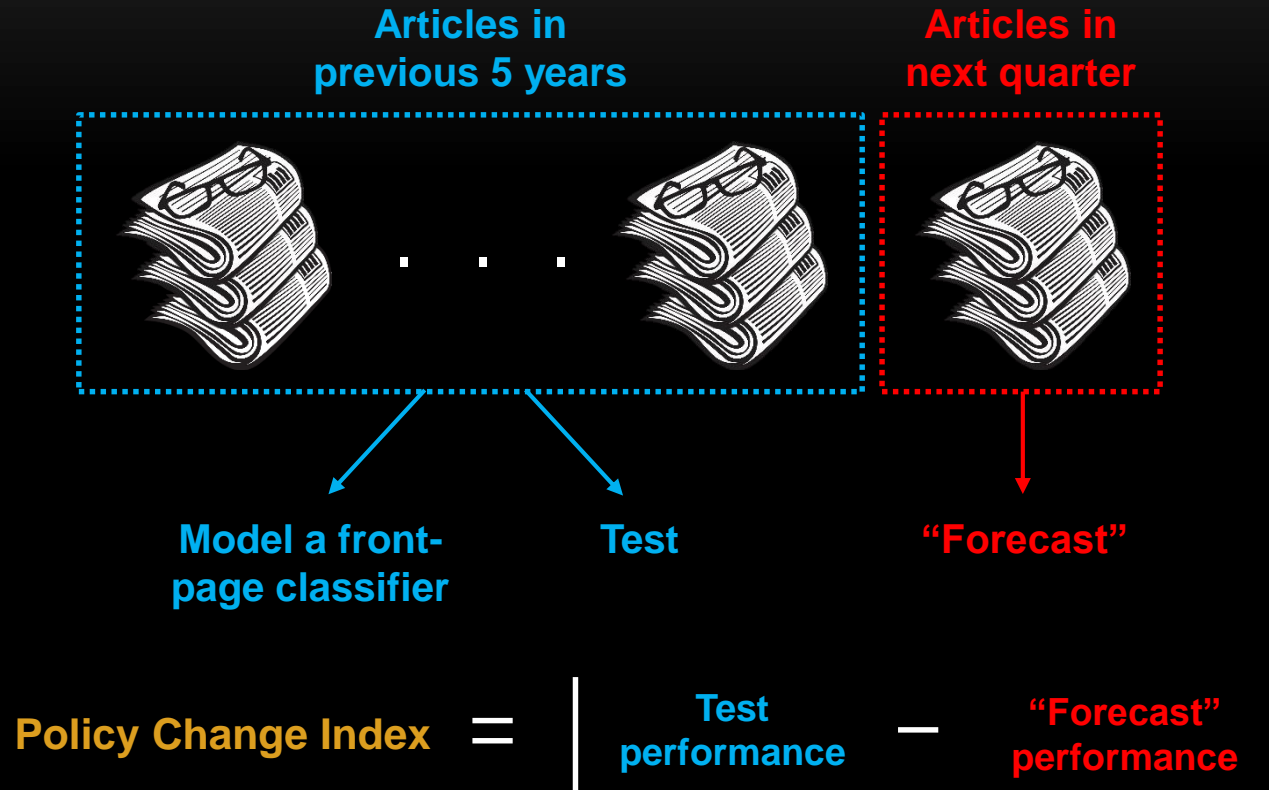 Articles in
previous 5 years
Articles in
next quarter
. . .
Model a front-
page classifier
Test
“Forecast”
Policy Change Index = | Test
performance — “Forecast”
performance